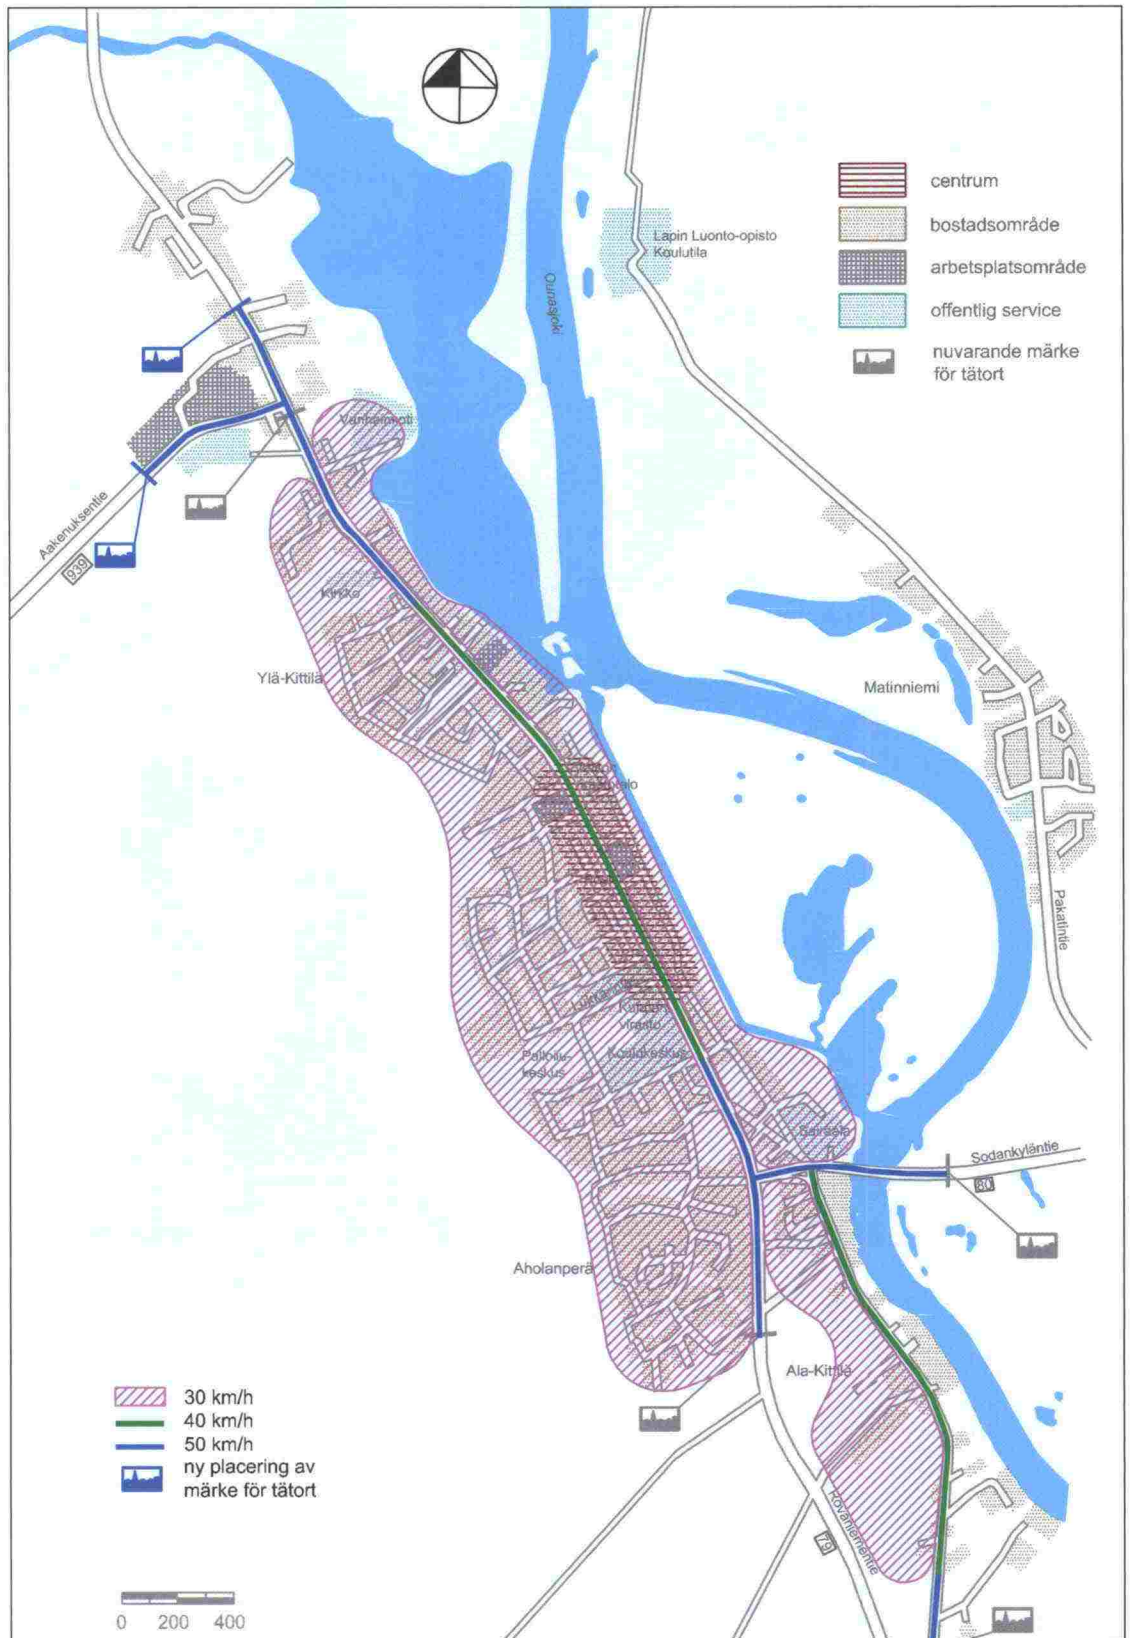 centrum
Lapin Luonto-opisto
Koulutila
bostadsområde
arbetsplatsområde
Ounasjoki
offentlig service
nuvarande märke
för tätort
Vanhainkoti
Aakenuksentie
939
Kirkko
Ylä-Kittilä
Matinniemi
Pakatintie
virasto
Koulukeskus
keskus
Sairaala
Sodankyläntie
80
Aholanperä
Ala-Kittilä
30 km/h
40 km/h
50 km/h
ny placering av
märke för tätort
Rovaniementie
79
0 200 400